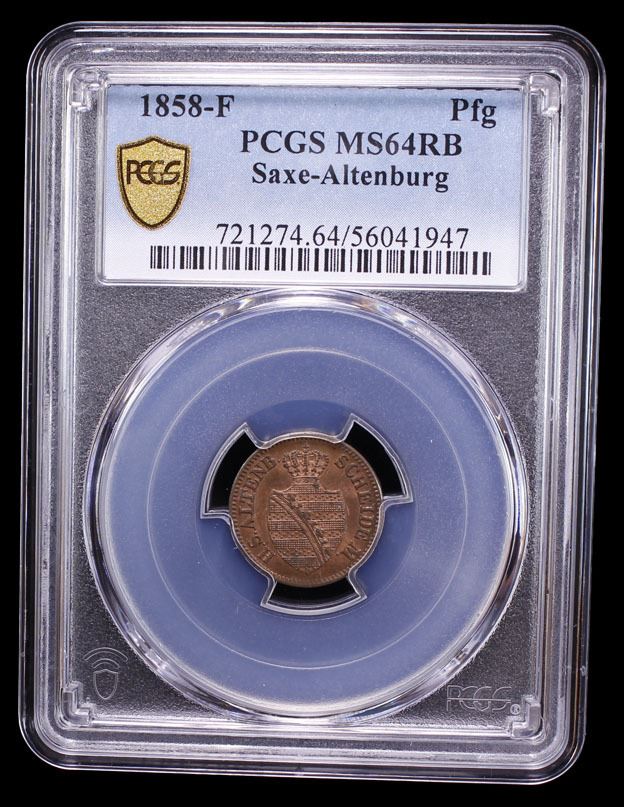 1858-F Pfg
PCGS MS64RB
Saxe-Altenburg
PCGS
721274.64/56041947
H.S.ALTENB. SCHEIDE M.
PCGS